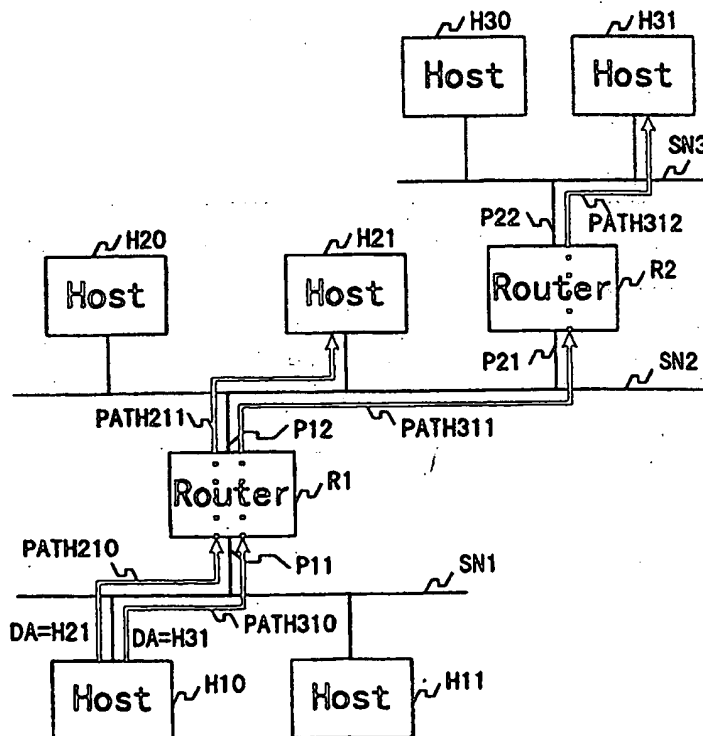 H30
H31
Host
Host
SN3
P22
PATH312
H20
H21
Host
Host
Router
R2
P21
SN2
PATH211
P12
PATH311
Router
R1
PATH210
P11
SN1
DA=H21
DA=H31
PATH310
Host
H10
Host
H11